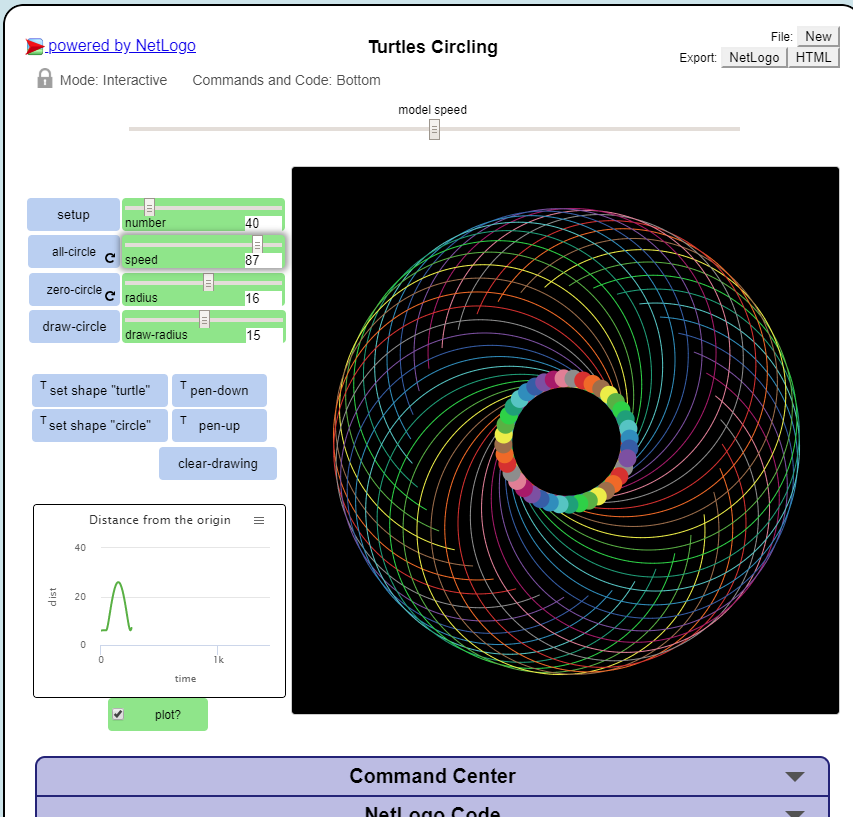 powered by NetLogo
Turtles Circling
File: New
Export: NetLogo HTML
Mode: Interactive Commands and Code: Bottom
model speed
setup
number 40
all-circle
speed 87
zero-circle
radius 16
draw-circle
draw-radius 15
T set shape "turtle"
T pen-down
T set shape "circle"
T pen-up
clear-drawing
Distance from the origin
40
20
0
dist
0 1k
time
plot?
Command Center
NetLogo Code